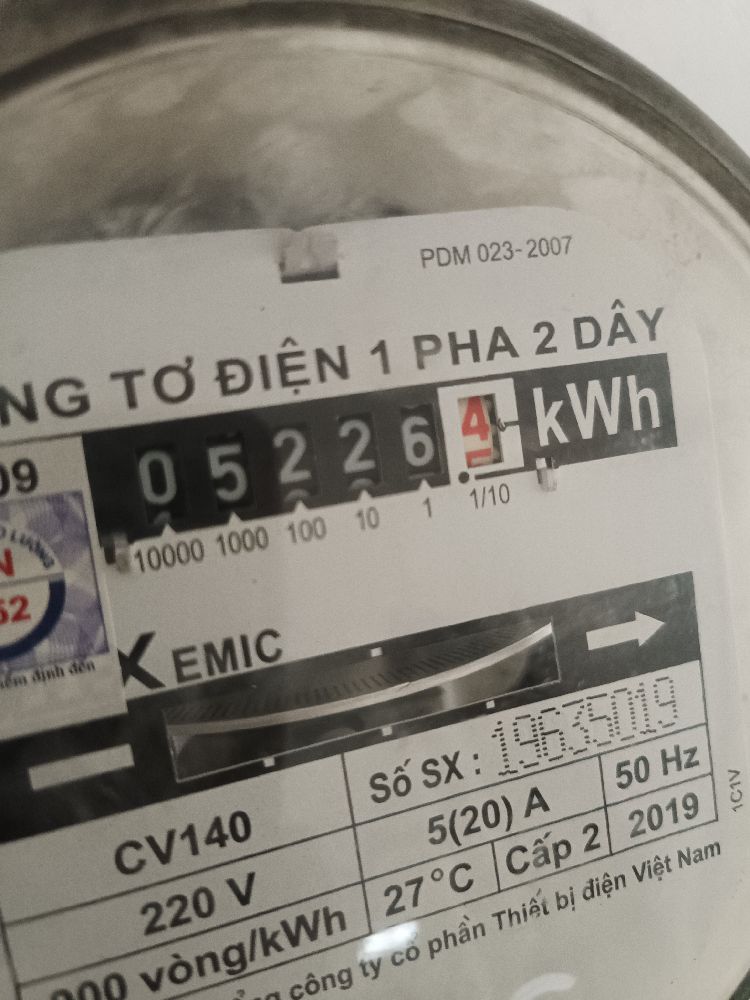 PDM 023-2007
NG TƠ ĐIỆN 1 PHA 2 DÂY
09
0 5 2 2 6 4 kWh
10000 1000 100 10 1 1/10
N
62
EMIC
Số SX : 19635019
CV140 5(20) A 50 Hz
220 V 27°C Cấp 2 2019
900 vòng/kWh
công ty cổ phần Thiết bị điện Việt Nam
1C1V